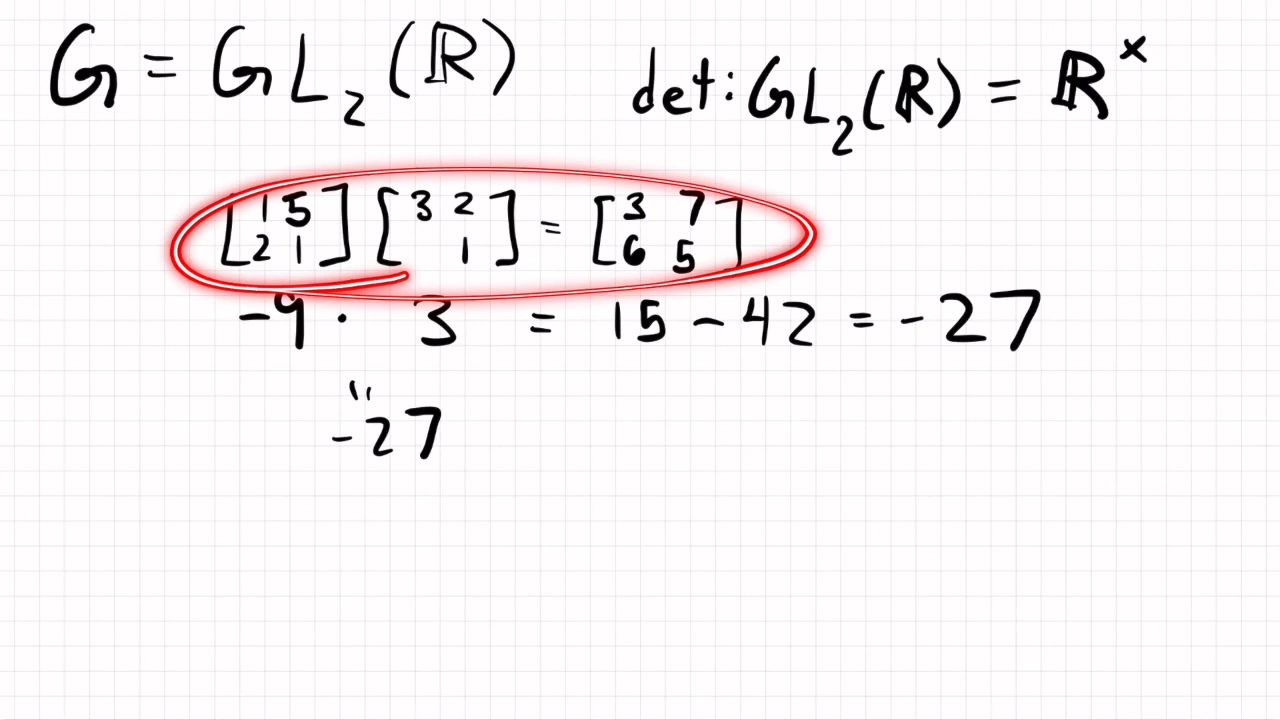 G = GL₂(ℝ)
det: GL₂(ℝ) = ℝ^×
[1 5 [3 2 = [3 7
2 1] 1] 6 5]
-9 · 3 = 15 - 42 = -27
"
-27